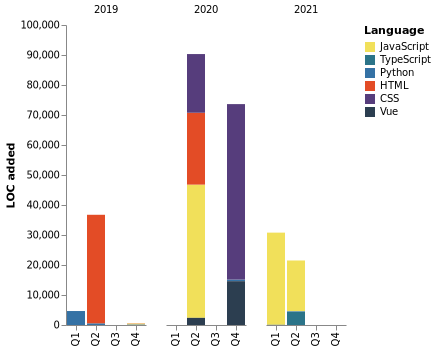 2019 2020 2021
Language
JavaScript
TypeScript
Python
HTML
CSS
Vue
LOC added
100,000
90,000
80,000
70,000
60,000
50,000
40,000
30,000
20,000
10,000
0
Q1 Q2 Q3 Q4 Q1 Q2 Q3 Q4 Q1 Q2 Q3 Q4